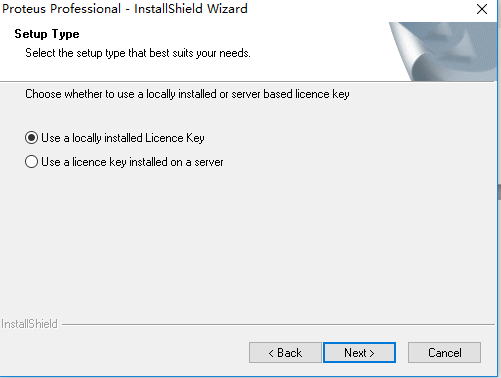 Proteus Professional - InstallShield Wizard
Setup Type
Select the setup type that best suits your needs.
Choose whether to use a locally installed or server based licence key
Use a locally installed Licence Key
Use a licence key installed on a server
InstallShield
< Back
Next >
Cancel